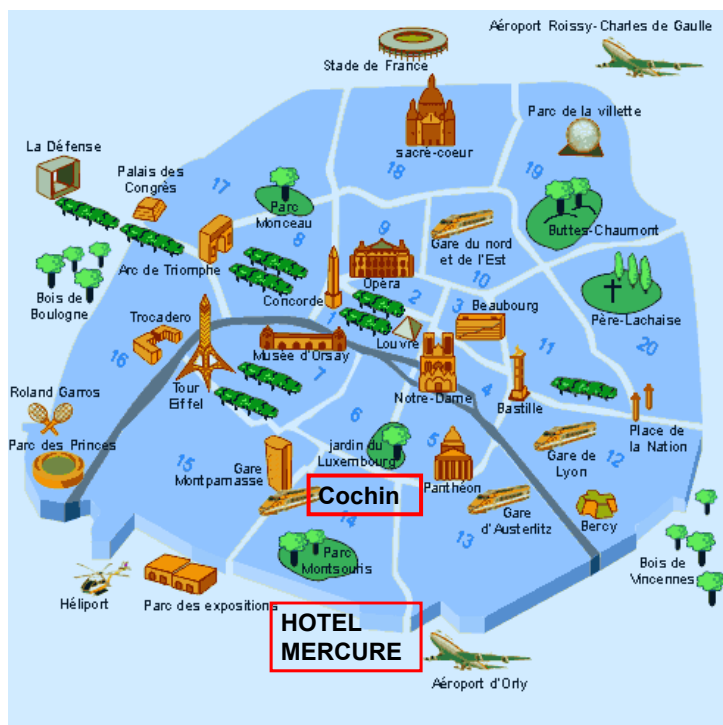 Aéroport Roissy-Charles de Gaulle
Stade de France
Parc de la villette
La Défense
Palais des
Congrès
sacré-coeur
17
18
19
Parc
Monceau
Buttes-Chaumont
8
9
Gare du nord
et de l'Est
10
Arc de Triomphe
Opéra
Bois de
Boulogne
Concorde
1
2
3
Beaubourg
Père-Lachaise
Trocadero
Louvre
16
Musée d'Orsay
11
20
Tour
Eiffel
7
Notre-Dame
4
Bastille
Roland Garros
Place de
la Nation
6
Parc des Princes
jardin du
Luxembourg
5
Gare de
Lyon
12
15
Gare
Montparnasse
Panthéon
Cochin
Gare
d'Austerlitz
Bercy
14
13
Parc
Montsouris
Bois de
Vincennes
Héliport
Parc des expositions
HOTEL
MERCURE
Aéroport d'Orly